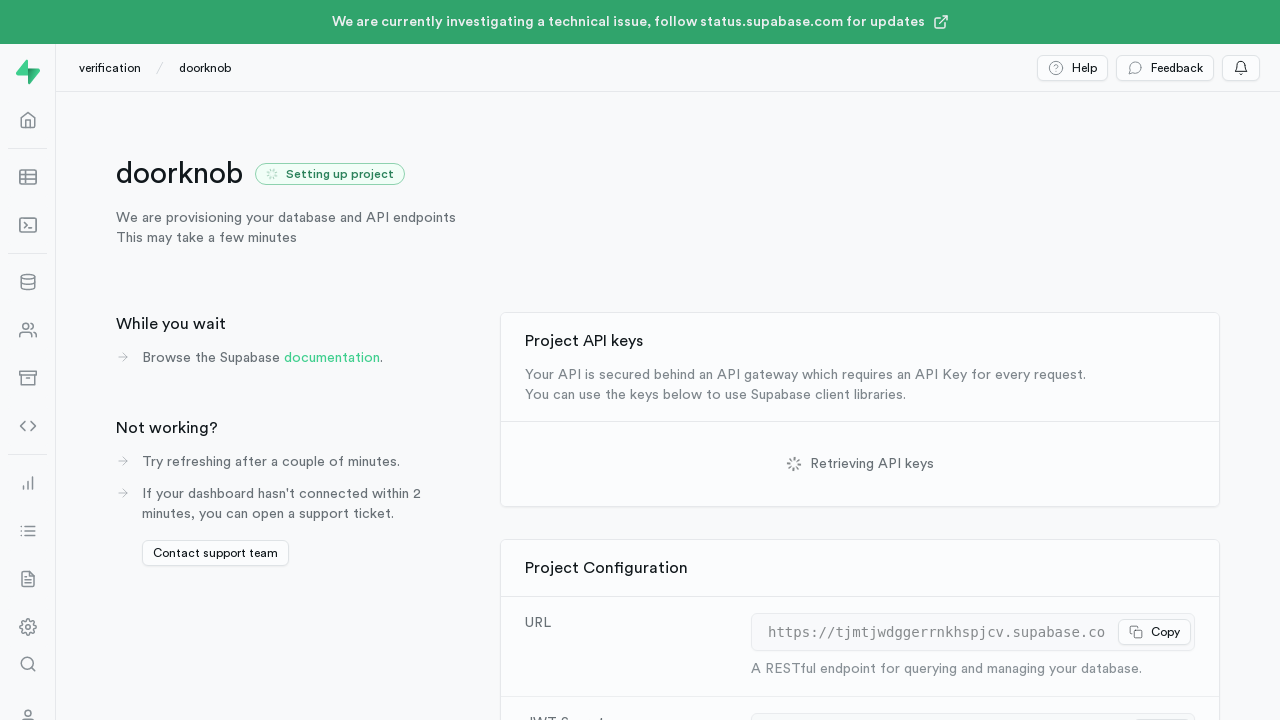 We are currently investigating a technical issue, follow status.supabase.com for updates
verification / doorknob
Help
Feedback
doorknob
Setting up project
We are provisioning your database and API endpoints
This may take a few minutes
While you wait
Browse the Supabase documentation.
Not working?
Try refreshing after a couple of minutes.
If your dashboard hasn't connected within 2
minutes, you can open a support ticket.
Contact support team
Project API keys
Your API is secured behind an API gateway which requires an API Key for every request.
You can use the keys below to use Supabase client libraries.
Retrieving API keys
Project Configuration
URL
https://tjmtjwdggerrnkhspjcv.supabase.co
Copy
A RESTful endpoint for querying and managing your database.